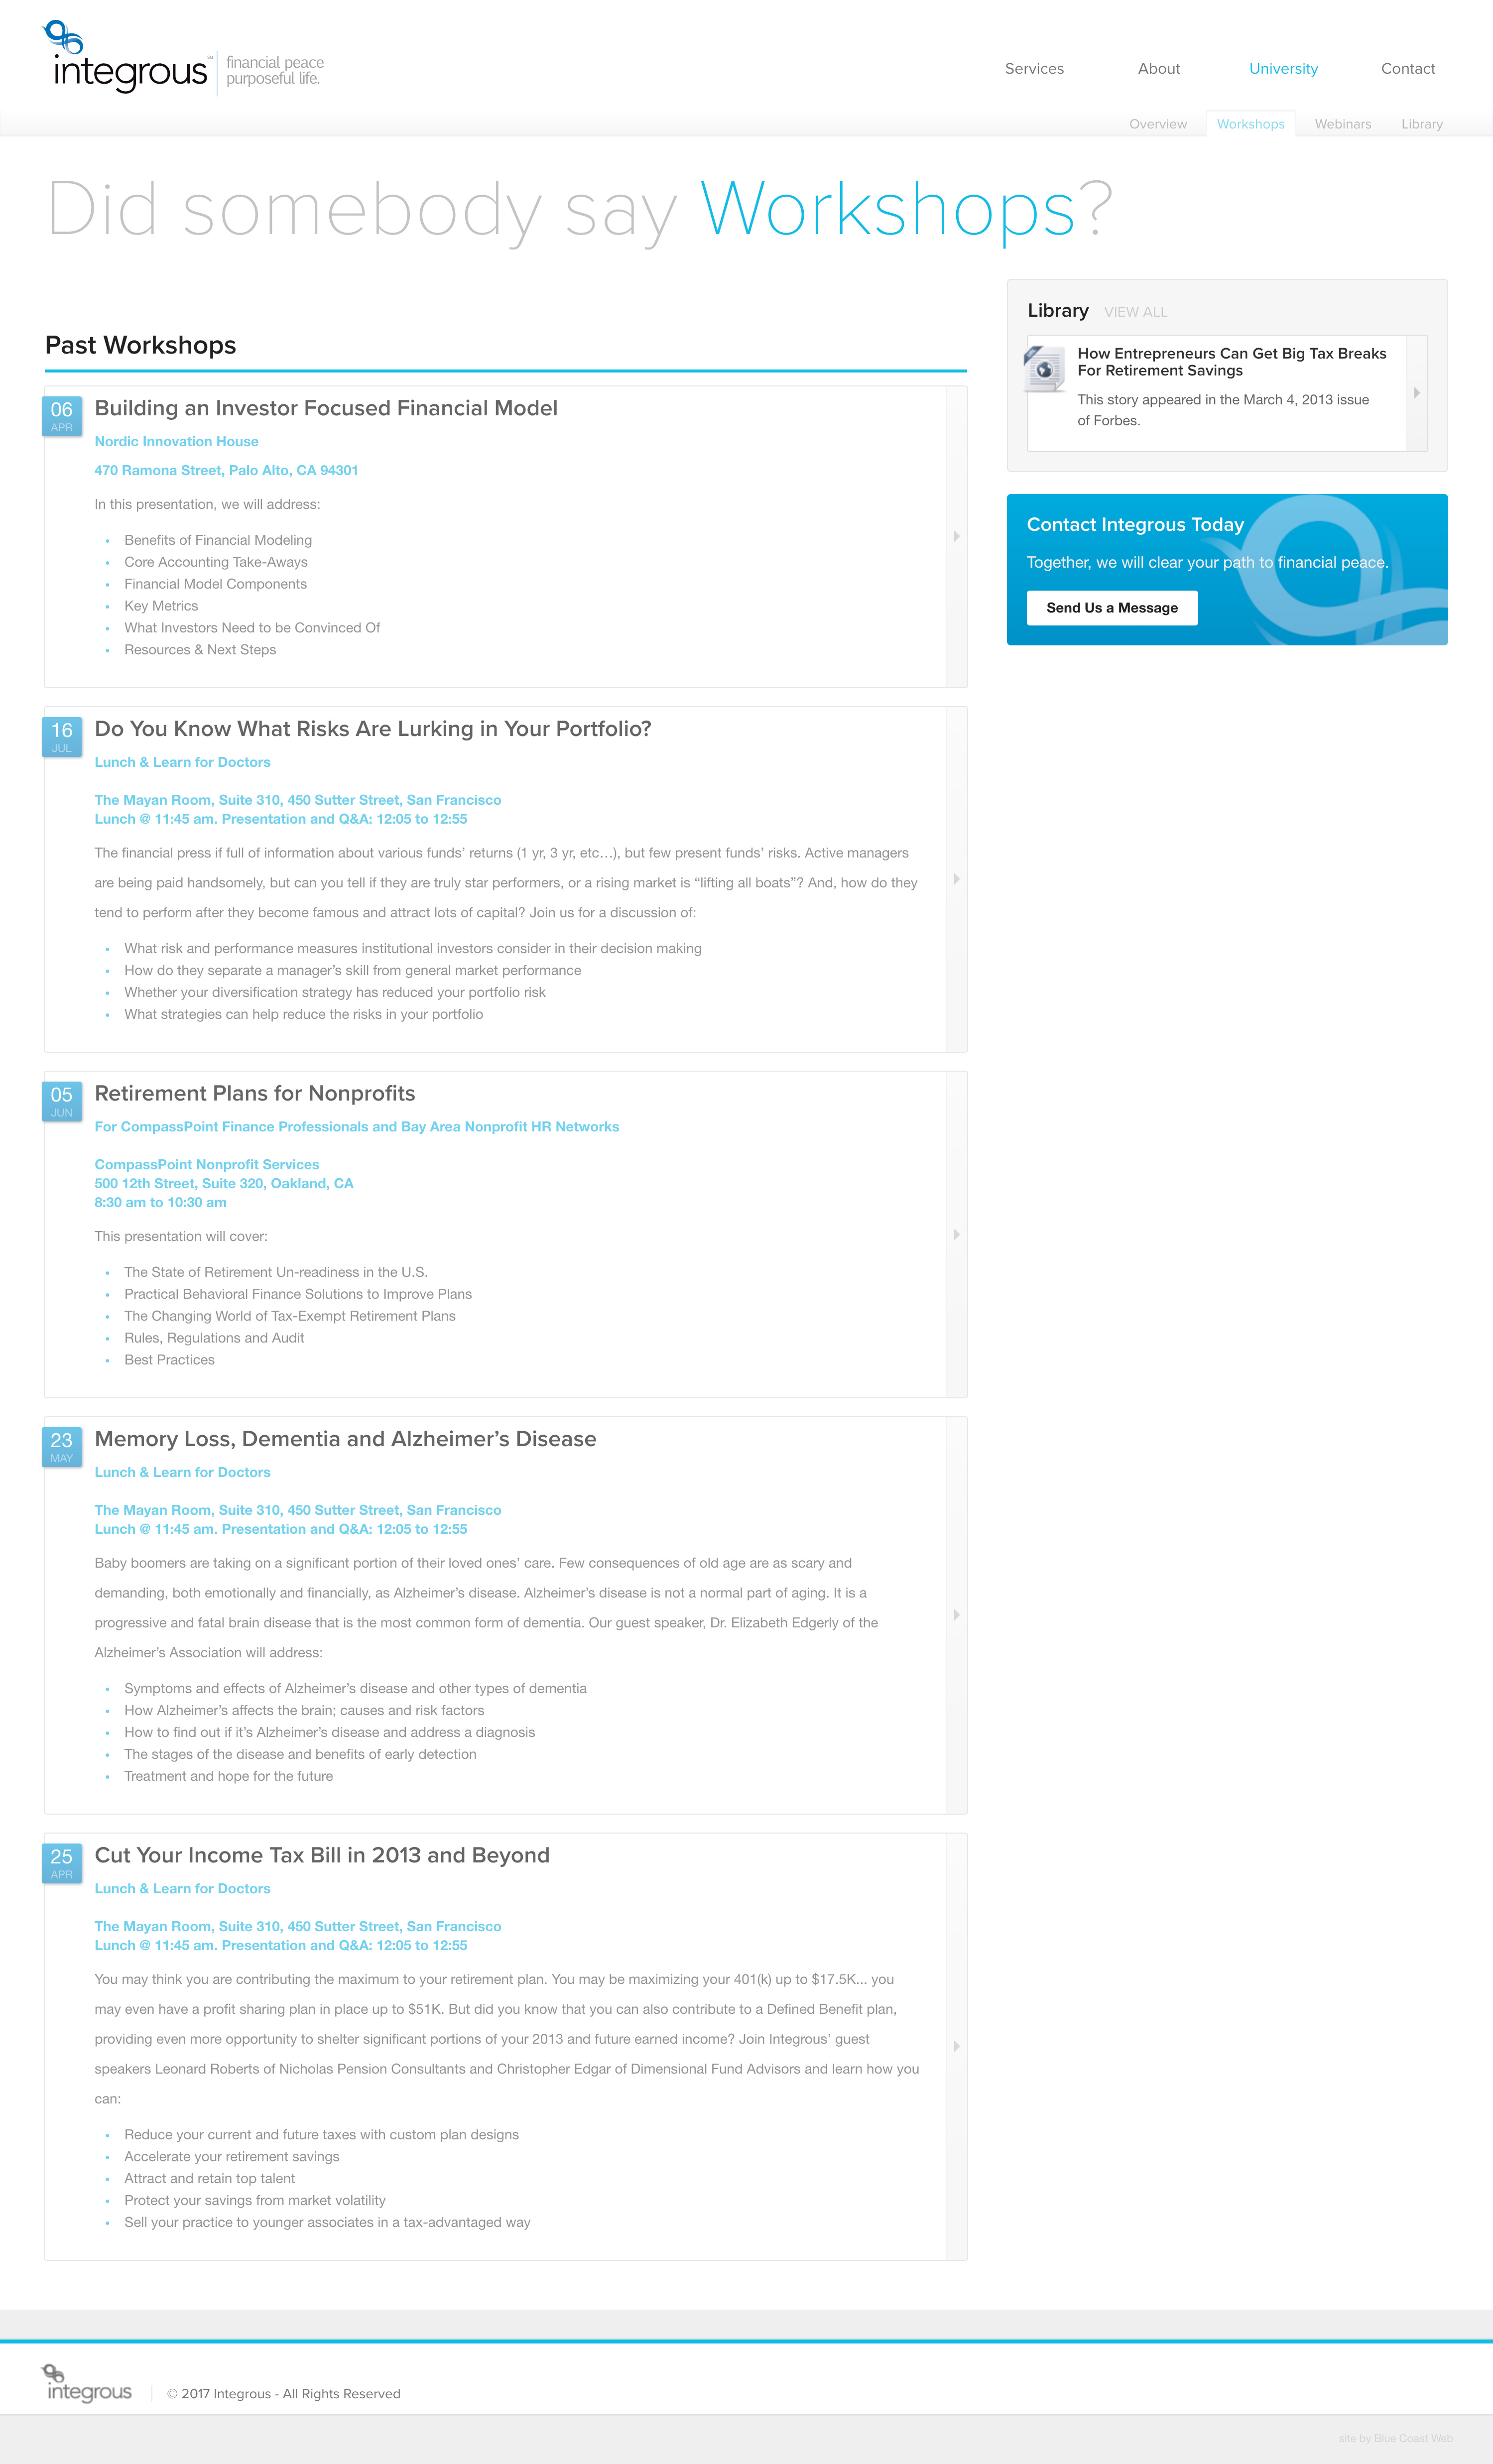 integrous℠
financial peace
purposeful life.
Services
About
University
Contact
Overview
Workshops
Webinars
Library
Did somebody say Workshops?
Past Workshops
06
APR
Building an Investor Focused Financial Model
Nordic Innovation House
470 Ramona Street, Palo Alto, CA 94301
In this presentation, we will address:
• Benefits of Financial Modeling
• Core Accounting Take-Aways
• Financial Model Components
• Key Metrics
• What Investors Need to be Convinced Of
• Resources & Next Steps
16
JUL
Do You Know What Risks Are Lurking in Your Portfolio?
Lunch & Learn for Doctors
The Mayan Room, Suite 310, 450 Sutter Street, San Francisco
Lunch @ 11:45 am. Presentation and Q&A: 12:05 to 12:55
The financial press if full of information about various funds’ returns (1 yr, 3 yr, etc…), but few present funds’ risks. Active managers
are being paid handsomely, but can you tell if they are truly star performers, or a rising market is “lifting all boats”? And, how do they
tend to perform after they become famous and attract lots of capital? Join us for a discussion of:
• What risk and performance measures institutional investors consider in their decision making
• How do they separate a manager’s skill from general market performance
• Whether your diversification strategy has reduced your portfolio risk
• What strategies can help reduce the risks in your portfolio
05
JUN
Retirement Plans for Nonprofits
For CompassPoint Finance Professionals and Bay Area Nonprofit HR Networks
CompassPoint Nonprofit Services
500 12th Street, Suite 320, Oakland, CA
8:30 am to 10:30 am
This presentation will cover:
• The State of Retirement Un-readiness in the U.S.
• Practical Behavioral Finance Solutions to Improve Plans
• The Changing World of Tax-Exempt Retirement Plans
• Rules, Regulations and Audit
• Best Practices
23
MAY
Memory Loss, Dementia and Alzheimer’s Disease
Lunch & Learn for Doctors
The Mayan Room, Suite 310, 450 Sutter Street, San Francisco
Lunch @ 11:45 am. Presentation and Q&A: 12:05 to 12:55
Baby boomers are taking on a significant portion of their loved ones’ care. Few consequences of old age are as scary and
demanding, both emotionally and financially, as Alzheimer’s disease. Alzheimer’s disease is not a normal part of aging. It is a
progressive and fatal brain disease that is the most common form of dementia. Our guest speaker, Dr. Elizabeth Edgerly of the
Alzheimer’s Association will address:
• Symptoms and effects of Alzheimer’s disease and other types of dementia
• How Alzheimer’s affects the brain; causes and risk factors
• How to find out if it’s Alzheimer’s disease and address a diagnosis
• The stages of the disease and benefits of early detection
• Treatment and hope for the future
25
APR
Cut Your Income Tax Bill in 2013 and Beyond
Lunch & Learn for Doctors
The Mayan Room, Suite 310, 450 Sutter Street, San Francisco
Lunch @ 11:45 am. Presentation and Q&A: 12:05 to 12:55
You may think you are contributing the maximum to your retirement plan. You may be maximizing your 401(k) up to $17.5K... you
may even have a profit sharing plan in place up to $51K. But did you know that you can also contribute to a Defined Benefit plan,
providing even more opportunity to shelter significant portions of your 2013 and future earned income? Join Integrous’ guest
speakers Leonard Roberts of Nicholas Pension Consultants and Christopher Edgar of Dimensional Fund Advisors and learn how you
can:
• Reduce your current and future taxes with custom plan designs
• Accelerate your retirement savings
• Attract and retain top talent
• Protect your savings from market volatility
• Sell your practice to younger associates in a tax-advantaged way
Library VIEW ALL
How Entrepreneurs Can Get Big Tax Breaks
For Retirement Savings
This story appeared in the March 4, 2013 issue
of Forbes.
Contact Integrous Today
Together, we will clear your path to financial peace.
Send Us a Message
integrous
© 2017 Integrous - All Rights Reserved
site by Blue Coast Web